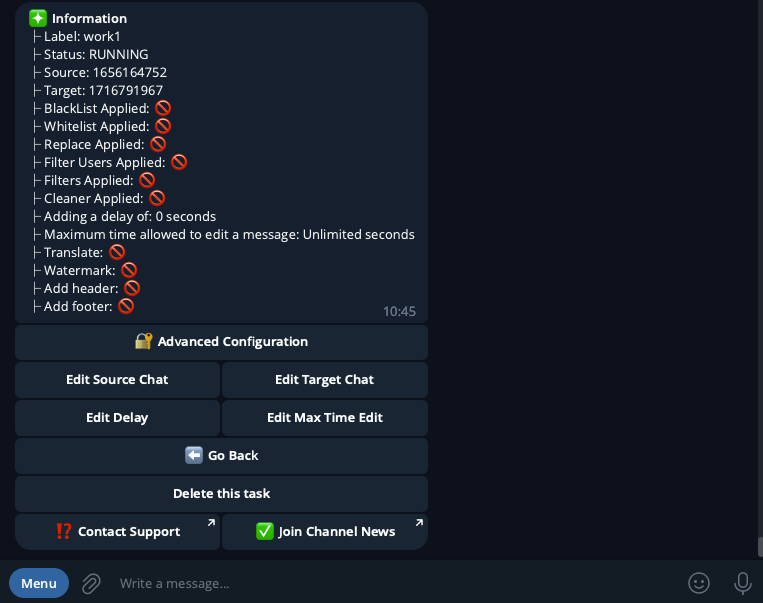 Information
├ Label: work1
├ Status: RUNNING
├ Source: 1656164752
├ Target: 1716791967
├ BlackList Applied: 🚫
├ Whitelist Applied: 🚫
├ Replace Applied: 🚫
├ Filter Users Applied: 🚫
├ Filters Applied: 🚫
├ Cleaner Applied: 🚫
├ Adding a delay of: 0 seconds
├ Maximum time allowed to edit a message: Unlimited seconds
├ Translate: 🚫
├ Watermark: 🚫
├ Add header: 🚫
├ Add footer: 🚫
10:45
🔐 Advanced Configuration
Edit Source Chat
Edit Target Chat
Edit Delay
Edit Max Time Edit
⬅️ Go Back
Delete this task
⁉️ Contact Support
✅ Join Channel News
Menu
Write a message...